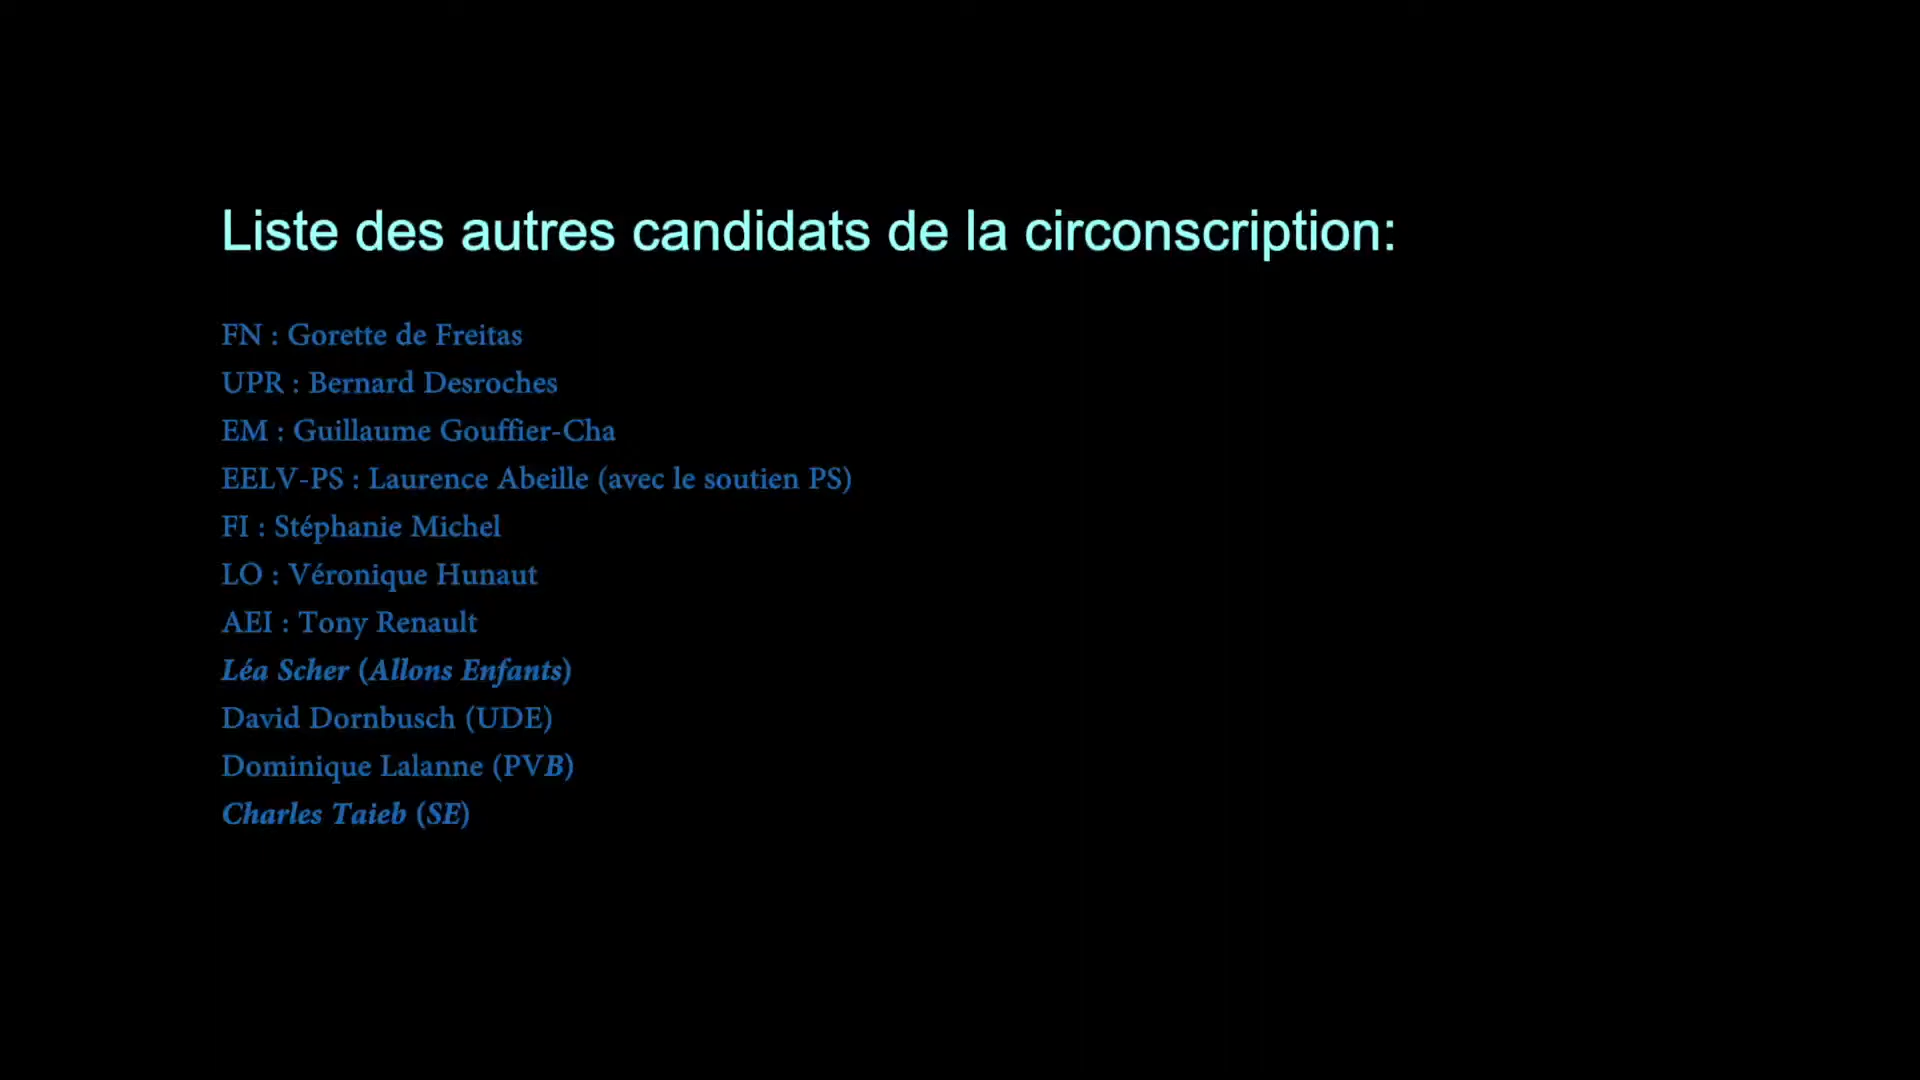 Liste des autres candidats de la circonscription:
FN : Gorette de Freitas
UPR : Bernard Desroches
EM : Guillaume Gouffier-Cha
EELV-PS : Laurence Abeille (avec le soutien PS)
FI : Stéphanie Michel
LO : Véronique Hunaut
AEI : Tony Renault
Léa Scher (Allons Enfants)
David Dornbusch (UDE)
Dominique Lalanne (PVB)
Charles Taieb (SE)